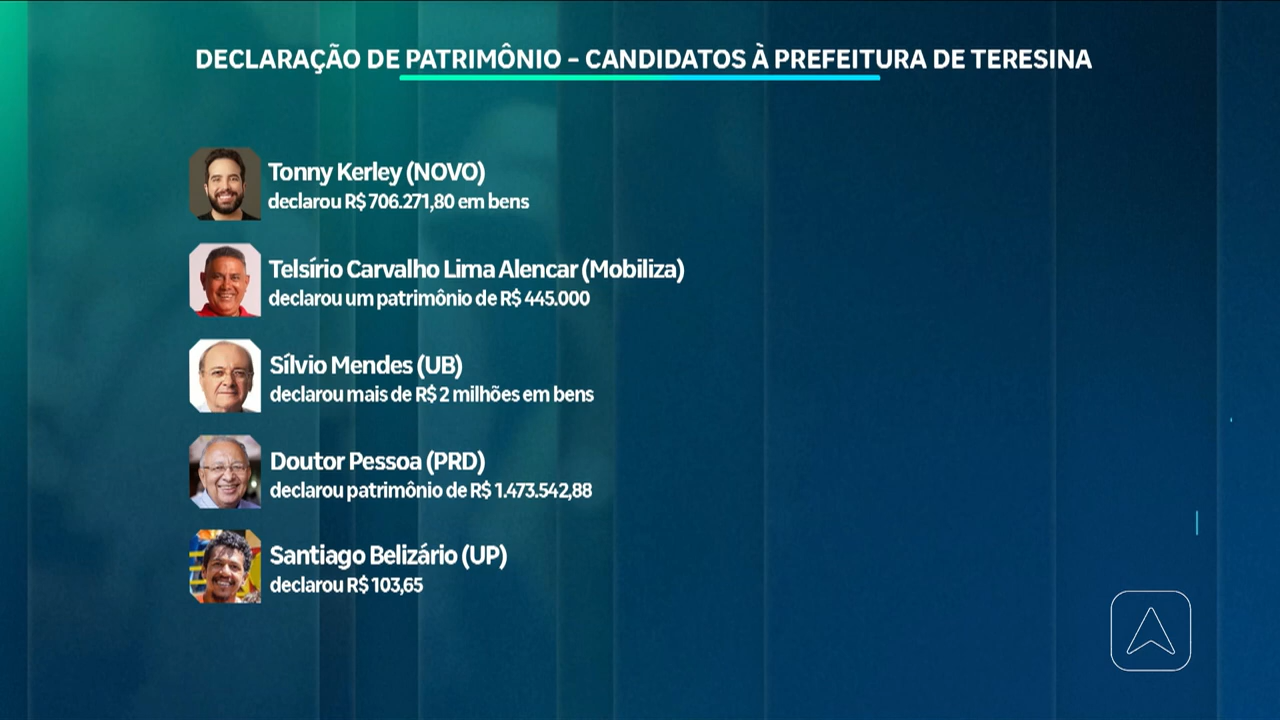 DECLARAÇÃO DE PATRIMÔNIO – CANDIDATOS À PREFEITURA DE TERESINA
Tonny Kerley (NOVO)
declarou R$ 706.271,80 em bens
Telsírio Carvalho Lima Alencar (Mobiliza)
declarou um patrimônio de R$ 445.000
Sílvio Mendes (UB)
declarou mais de R$ 2 milhões em bens
Doutor Pessoa (PRD)
declarou patrimônio de R$ 1.473.542,88
Santiago Belizário (UP)
declarou R$ 103,65